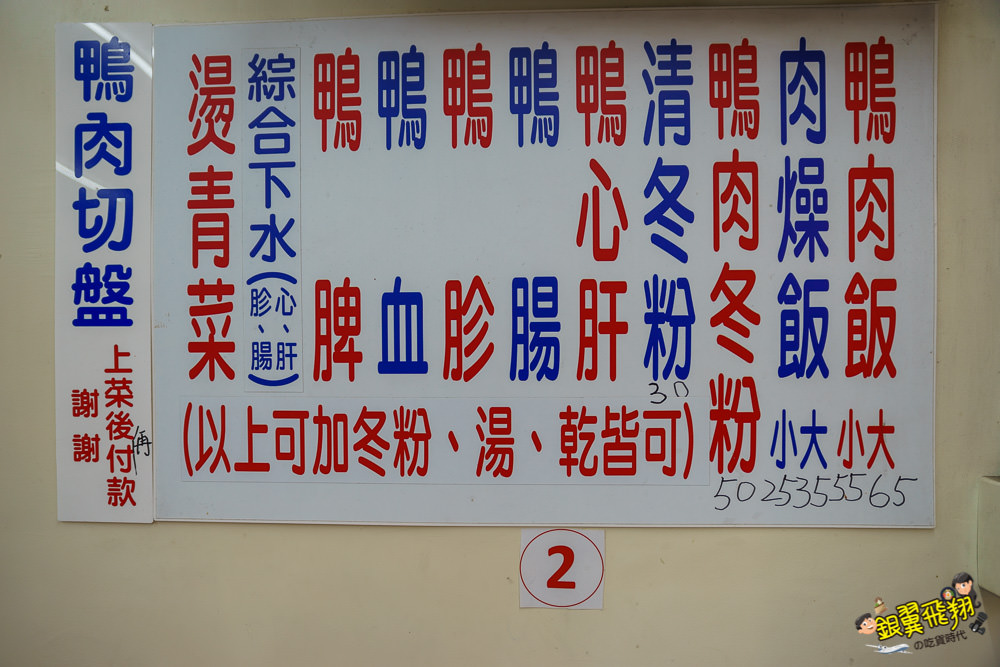 鴨肉飯 小大
55 65
肉燥飯 小大
25 35
鴨肉冬粉
50
清冬粉
30
鴨心肝
鴨腸
鴨胗
鴨血
鴨脾
綜合下水(心、肝胗、腸)
燙青菜
(以上可加冬粉、湯、乾皆可)
鴨肉切盤
上菜後再付款
謝謝
2
銀翼飛翔
の吃貨時代